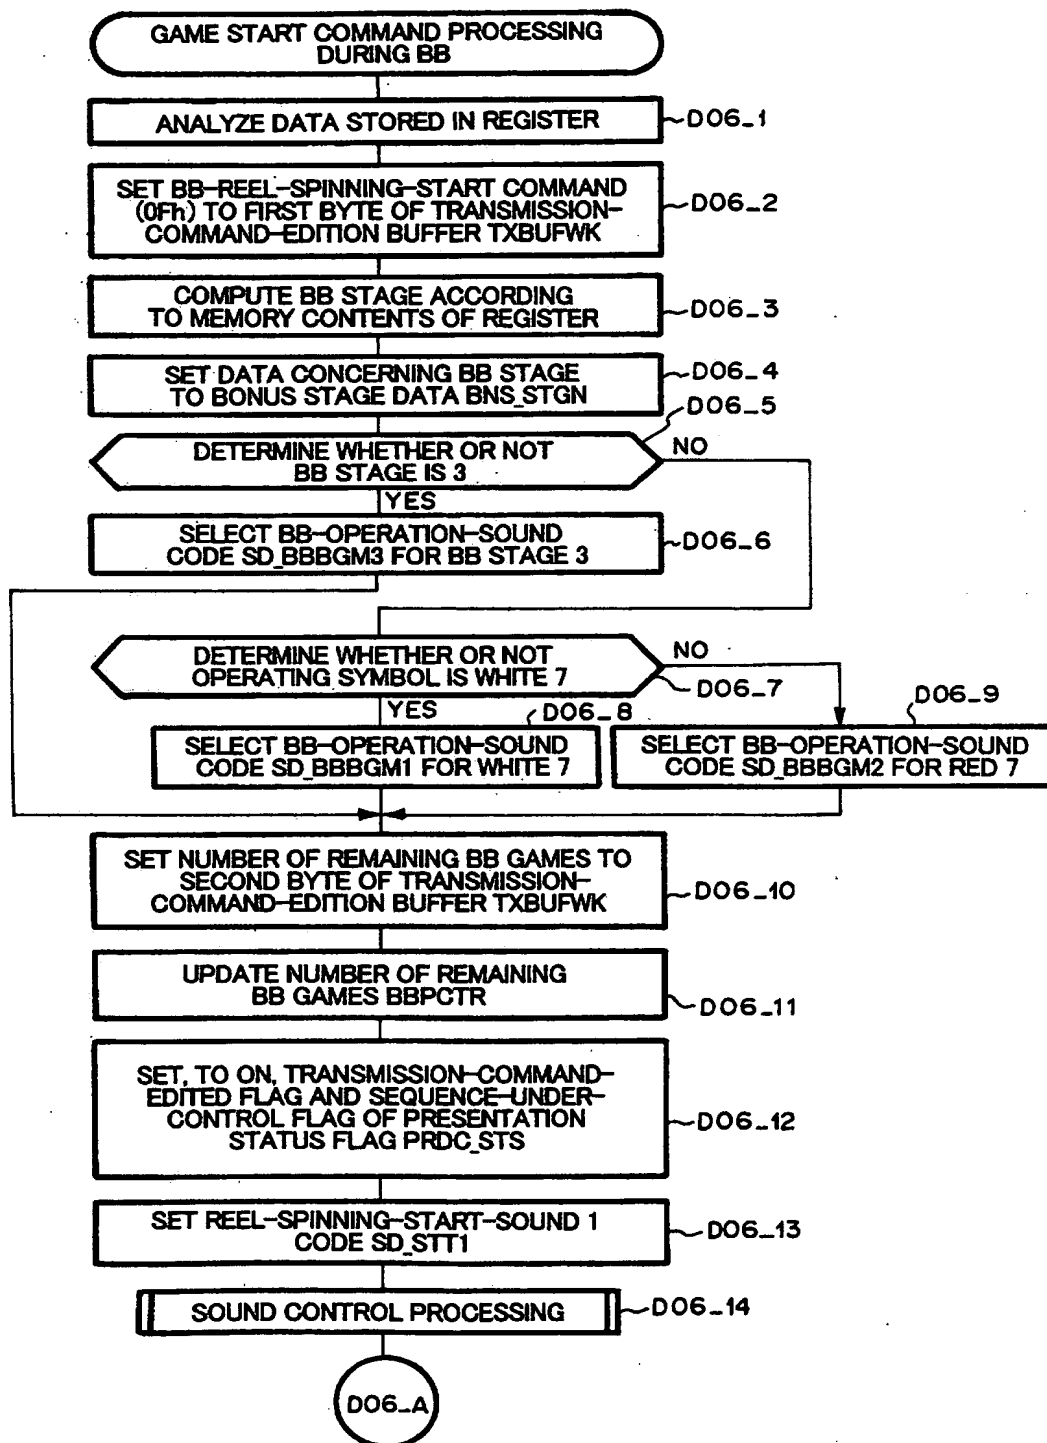 GAME START COMMAND PROCESSING
DURING BB
ANALYZE DATA STORED IN REGISTER
D06_1
SET BB-REEL-SPINNING-START COMMAND
(0Fh) TO FIRST BYTE OF TRANSMISSION-
COMMAND-EDITION BUFFER TXBUFWK
D06_2
COMPUTE BB STAGE ACCORDING
TO MEMORY CONTENTS OF REGISTER
D06_3
SET DATA CONCERNING BB STAGE
TO BONUS STAGE DATA BNS_STGN
D06_4
D06_5
DETERMINE WHETHER OR NOT
BB STAGE IS 3
NO
YES
SELECT BB-OPERATION-SOUND
CODE SD_BBBGM3 FOR BB STAGE 3
D06_6
DETERMINE WHETHER OR NOT
OPERATING SYMBOL IS WHITE 7
NO
D06_7
YES
D06_8
D06_9
SELECT BB-OPERATION-SOUND
CODE SD_BBBGM1 FOR WHITE 7
SELECT BB-OPERATION-SOUND
CODE SD_BBBGM2 FOR RED 7
SET NUMBER OF REMAINING BB GAMES TO
SECOND BYTE OF TRANSMISSION-
COMMAND-EDITION BUFFER TXBUFWK
D06_10
UPDATE NUMBER OF REMAINING
BB GAMES BBPCTR
D06_11
SET, TO ON, TRANSMISSION-COMMAND-
EDITED FLAG AND SEQUENCE-UNDER-
CONTROL FLAG OF PRESENTATION
STATUS FLAG PRDC_STS
D06_12
SET REEL-SPINNING-START-SOUND 1
CODE SD_STT1
D06_13
SOUND CONTROL PROCESSING
D06_14
D06_A